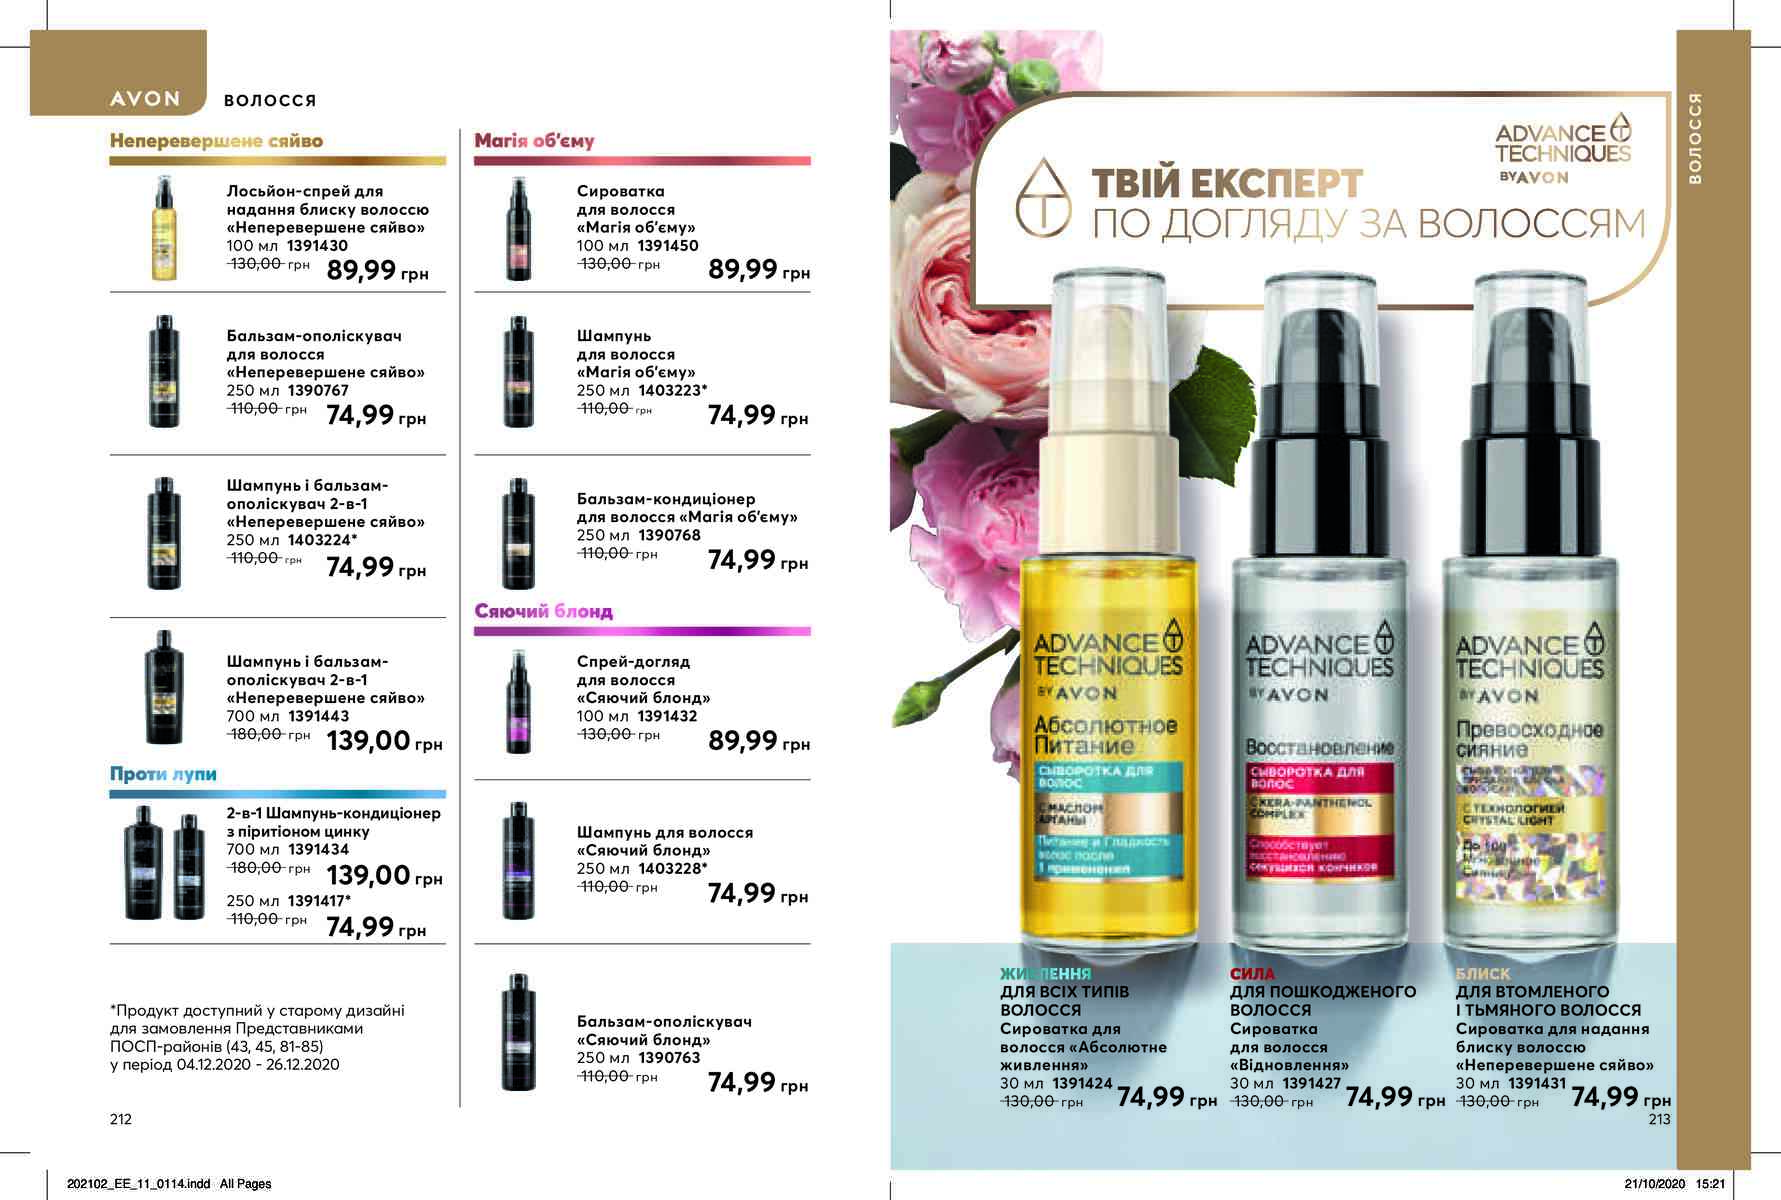 AVON
ВОЛОССЯ
Неперевершене сяйво
Лосьйон-спрей для
надання блиску волоссю
«Неперевершене сяйво»
100 мл 1391430
130,00 грн 89,99 грн
Бальзам-ополіскувач
для волосся
«Неперевершене сяйво»
250 мл 1390767
110,00 грн 74,99 грн
Шампунь і бальзам-
ополіскувач 2-в-1
«Неперевершене сяйво»
250 мл 1403224*
110,00 грн 74,99 грн
Шампунь і бальзам-
ополіскувач 2-в-1
«Неперевершене сяйво»
700 мл 1391443
180,00 грн 139,00 грн
Проти лупи
2-в-1 Шампунь-кондиціонер
з піритіоном цинку
700 мл 1391434
180,00 грн 139,00 грн
250 мл 1391417*
110,00 грн 74,99 грн
*Продукт доступний у старому дизайні
для замовлення Представниками
ПОСП-районів (43, 45, 81-85)
у період 04.12.2020 - 26.12.2020
212
Магія об'єму
Сироватка
для волосся
«Магія об'єму»
100 мл 1391450
130,00 грн 89,99 грн
Шампунь
для волосся
«Магія об'єму»
250 мл 1403223*
110,00 грн 74,99 грн
Бальзам-кондиціонер
для волосся «Магія об'єму»
250 мл 1390768
110,00 грн 74,99 грн
Сяючий блонд
Спрей-догляд
для волосся
«Сяючий блонд»
100 мл 1391432
130,00 грн 89,99 грн
Шампунь для волосся
«Сяючий блонд»
250 мл 1403228*
110,00 грн 74,99 грн
Бальзам-ополіскувач
«Сяючий блонд»
250 мл 1390763
110,00 грн 74,99 грн
ВОЛОССЯ
ADVANCE
TECHNIQUES
BY AVON
ТВІЙ ЕКСПЕРТ
ПО ДОГЛЯДУ ЗА ВОЛОССЯМ
ADVANCE
TECHNIQUES
BY AVON
Абсолютное
Питание
СЫВОРОТКА ДЛЯ
ВОЛОС
С МАСЛОМ
АРГАНЫ
Питание и Гладкость
волос после
1 применения
ADVANCE
TECHNIQUES
BY AVON
Восстановление
СЫВОРОТКА ДЛЯ
ВОЛОС
С KERA-PANTHENOL
COMPLEX
Способствует
восстановлению
секущихся кончиков
ADVANCE
TECHNIQUES
BY AVON
Превосходное
сияние
С ТЕХНОЛОГИЕЙ
CRYSTAL LIGHT
ЖИВЛЕННЯ
ДЛЯ ВСІХ ТИПІВ
ВОЛОССЯ
Сироватка для
волосся «Абсолютне
живлення»
30 мл 1391424
130,00 грн 74,99 грн
СИЛА
ДЛЯ ПОШКОДЖЕНОГО
ВОЛОССЯ
Сироватка
для волосся
«Відновлення»
30 мл 1391427
130,00 грн 74,99 грн
БЛИСК
ДЛЯ ВТОМЛЕНОГО
І ТЬМЯНОГО ВОЛОССЯ
Сироватка для надання
блиску волоссю
«Неперевершене сяйво»
30 мл 1391431
130,00 грн 74,99 грн
213
202102_EE_11_0114.indd All Pages
21/10/2020 15:21